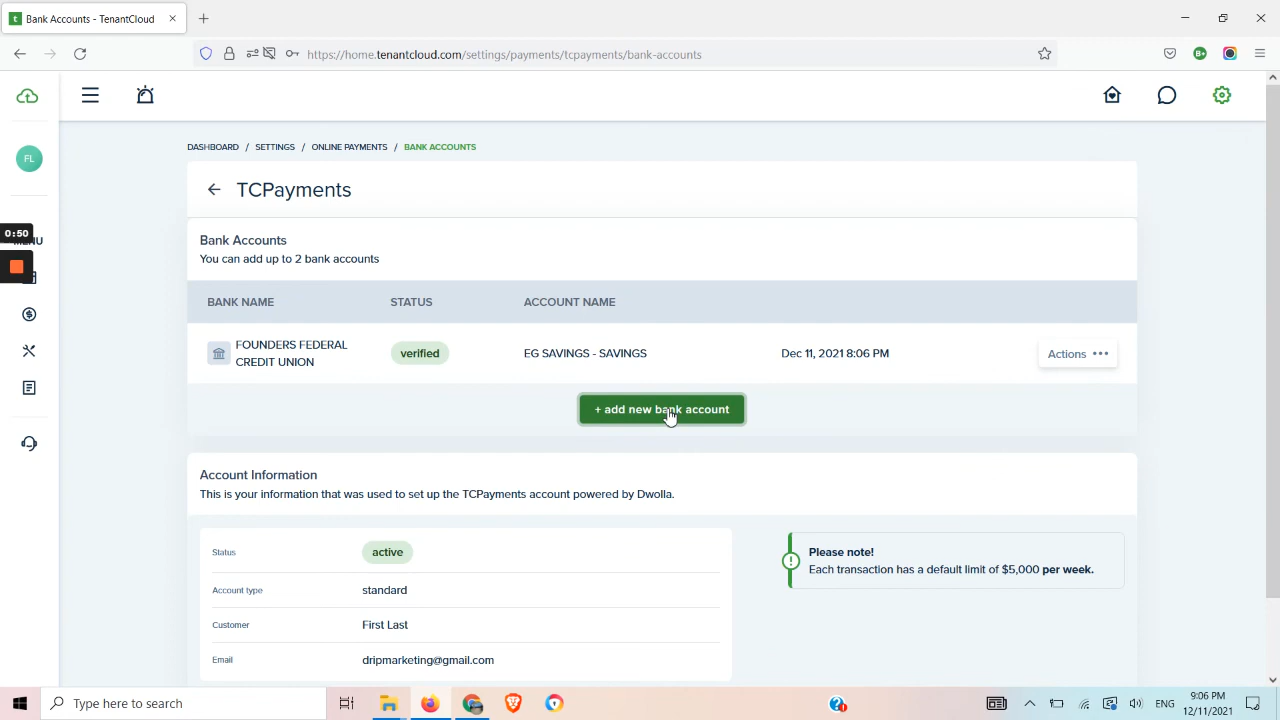 t Bank Accounts - TenantCloud
https://home.tenantcloud.com/settings/payments/tcpayments/bank-accounts
B+
FL
DASHBOARD / SETTINGS / ONLINE PAYMENTS / BANK ACCOUNTS
TCPayments
0:50
Bank Accounts
You can add up to 2 bank accounts
BANK NAME STATUS ACCOUNT NAME
FOUNDERS FEDERAL
CREDIT UNION
verified
EG SAVINGS - SAVINGS
Dec 11, 2021 8:06 PM
Actions •••
+ add new bank account
Account Information
This is your information that was used to set up the TCPayments account powered by Dwolla.
Status active
Account type standard
Customer First Last
Email dripmarketing@gmail.com
Please note!
Each transaction has a default limit of $5,000 per week.
Type here to search
ENG
9:06 PM
12/11/2021